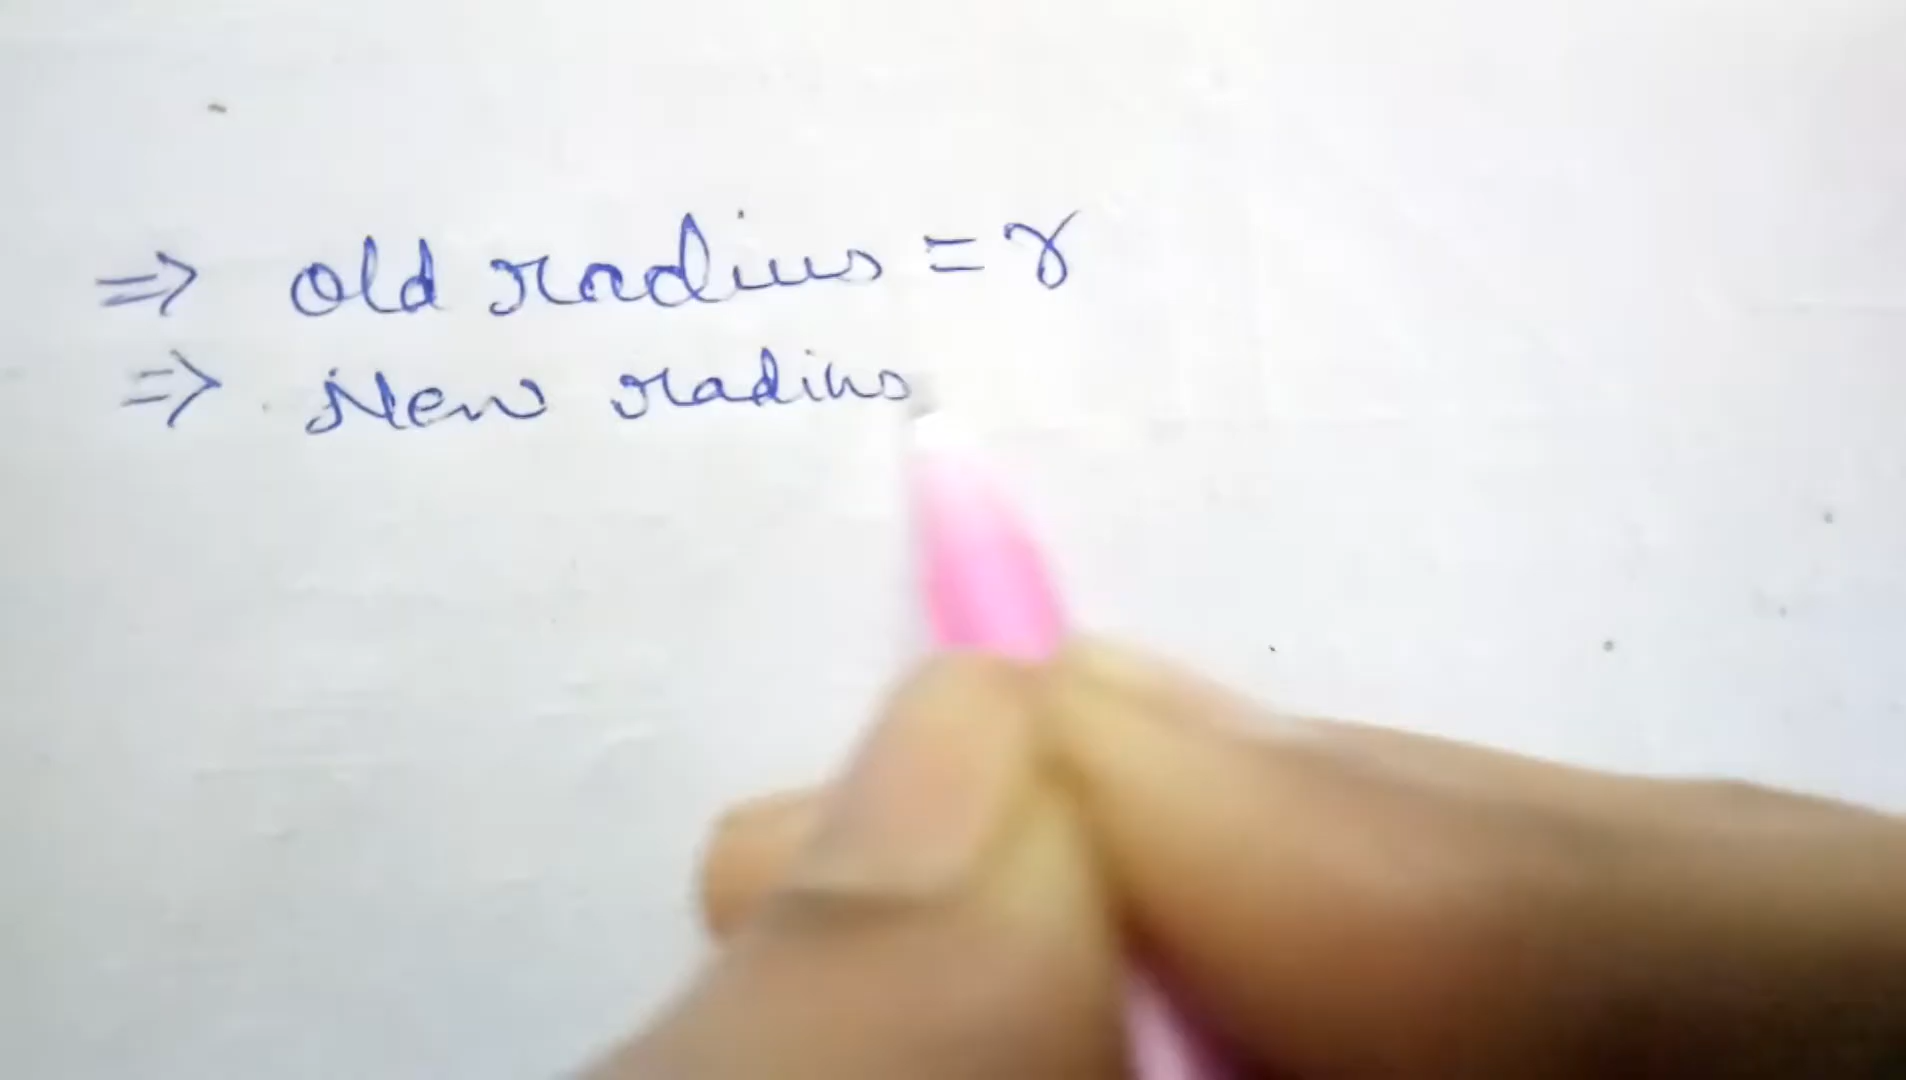 ⇒ old radius = r
⇒ New radius